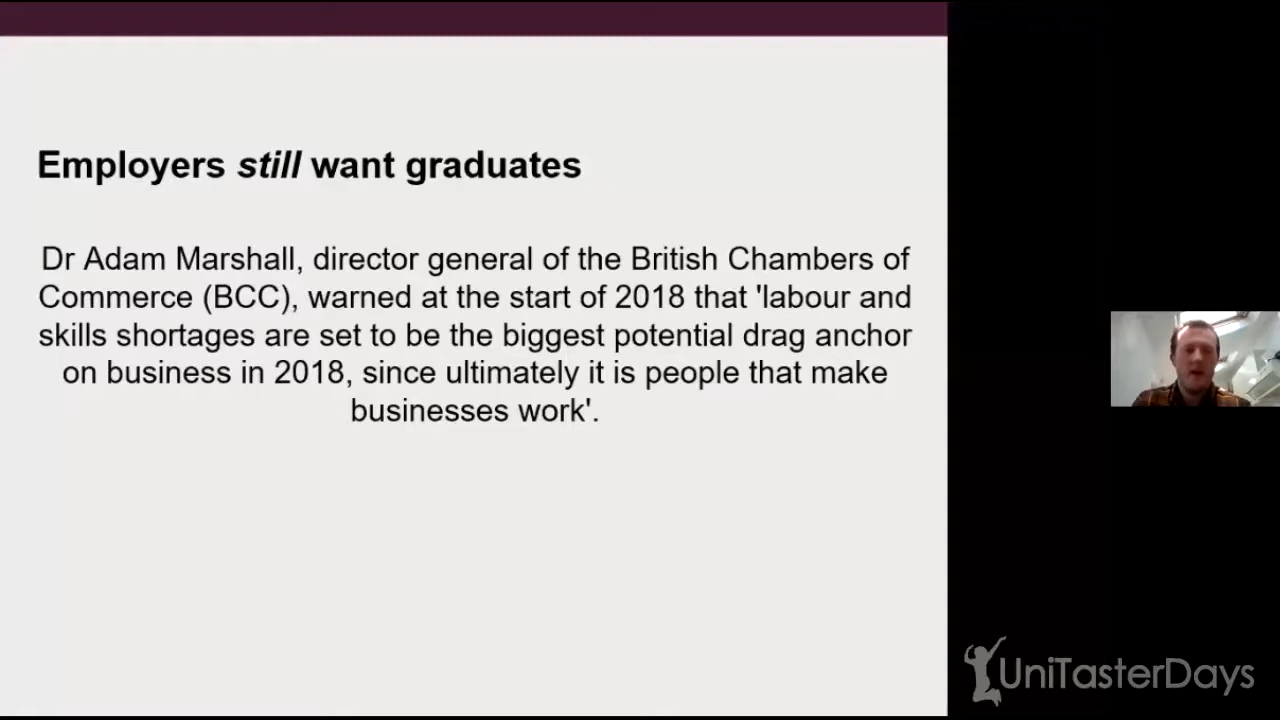 Employers still want graduates
Dr Adam Marshall, director general of the British Chambers of
Commerce (BCC), warned at the start of 2018 that 'labour and
skills shortages are set to be the biggest potential drag anchor
on business in 2018, since ultimately it is people that make
businesses work'.
UniTasterDays